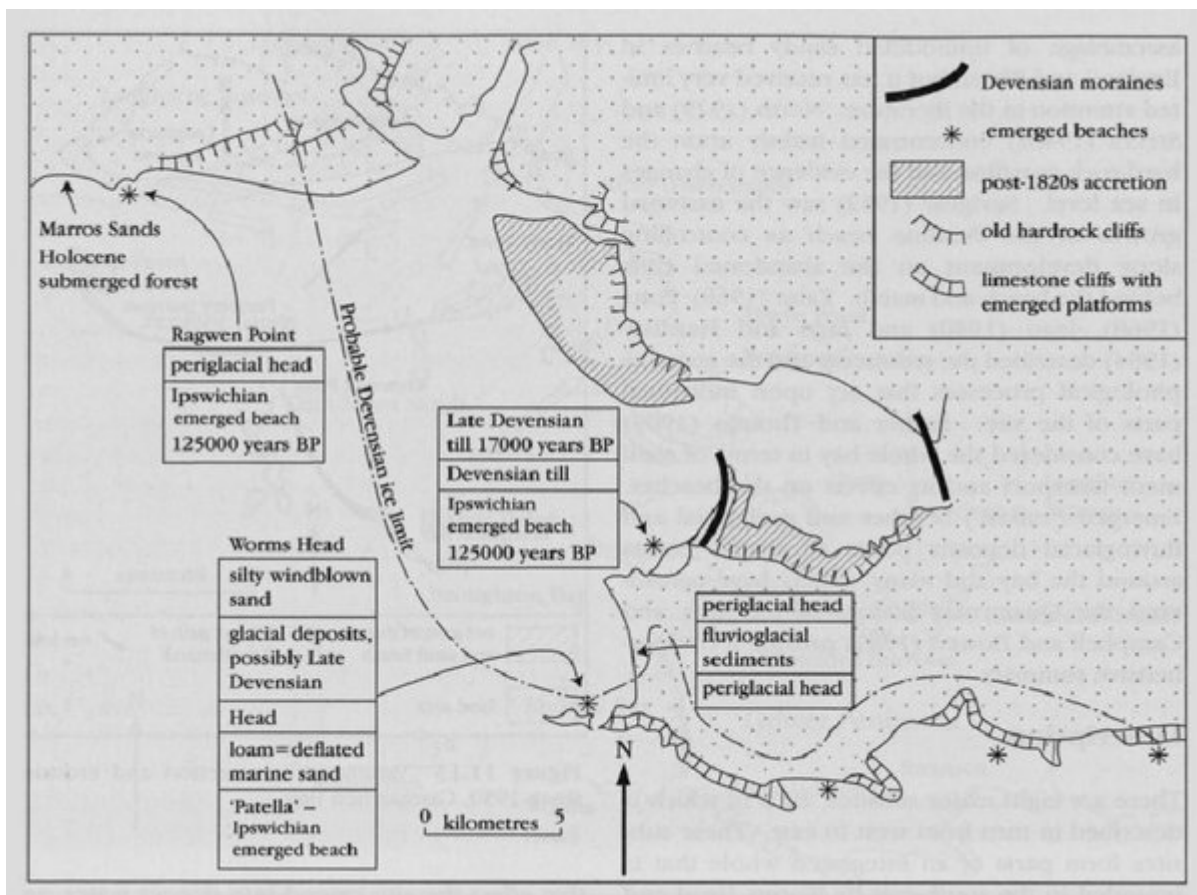 Devensian moraines
emerged beaches
post-1820s accretion
old hardrock cliffs
limestone cliffs with
emerged platforms
Marros Sands
Holocene
submerged forest
Probable Devensian ice limit
Ragwen Point
periglacial head
Ipswichian
emerged beach
125000 years BP
Late Devensian
till 17000 years BP
Devensian till
Ipswichian
emerged beach
125000 years BP
Worms Head
silty windblown
sand
glacial deposits,
possibly Late
Devensian
Head
loam=deflated
marine sand
'Patella'
Ipswichian
emerged beach
periglacial head
fluvioglacial
sediments
periglacial head
N
0 kilometres 5